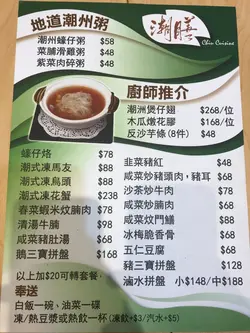 地道潮州粥
潮州蠔仔粥 $58
菜脯滑雞粥 $48
紫菜肉碎粥 $48
潮膳
Chiu Cuisine
廚師推介
潮洲煲仔翅 $268/位
木瓜燉花膠 $168/位
反沙芋條(8件) $48
蠔仔烙 $78
潮式凍馬友 $88
潮式凍烏頭 $88
潮式凍花蟹 $238
春菜蝦米炆腩肉 $78
清湯牛腩 $98
咸菜豬肚湯 $68
鵝三寶拼盤 $128
以上加$20可轉套餐
奉送
白飯一碗、油菜一碟
凍/熱豆漿或熱飲一杯(凍飲+$3/汽水+$5)
韭菜豬紅 $48
咸菜炒豬頭肉，豬耳 $68
沙茶炒牛肉 $78
咸菜炒腩肉 $68
咸菜炆門鱔 $88
冰梅脆香骨 $68
五仁豆腐 $68
豬三寶拼盤 $128
滷水拼盤 小$148/中$188